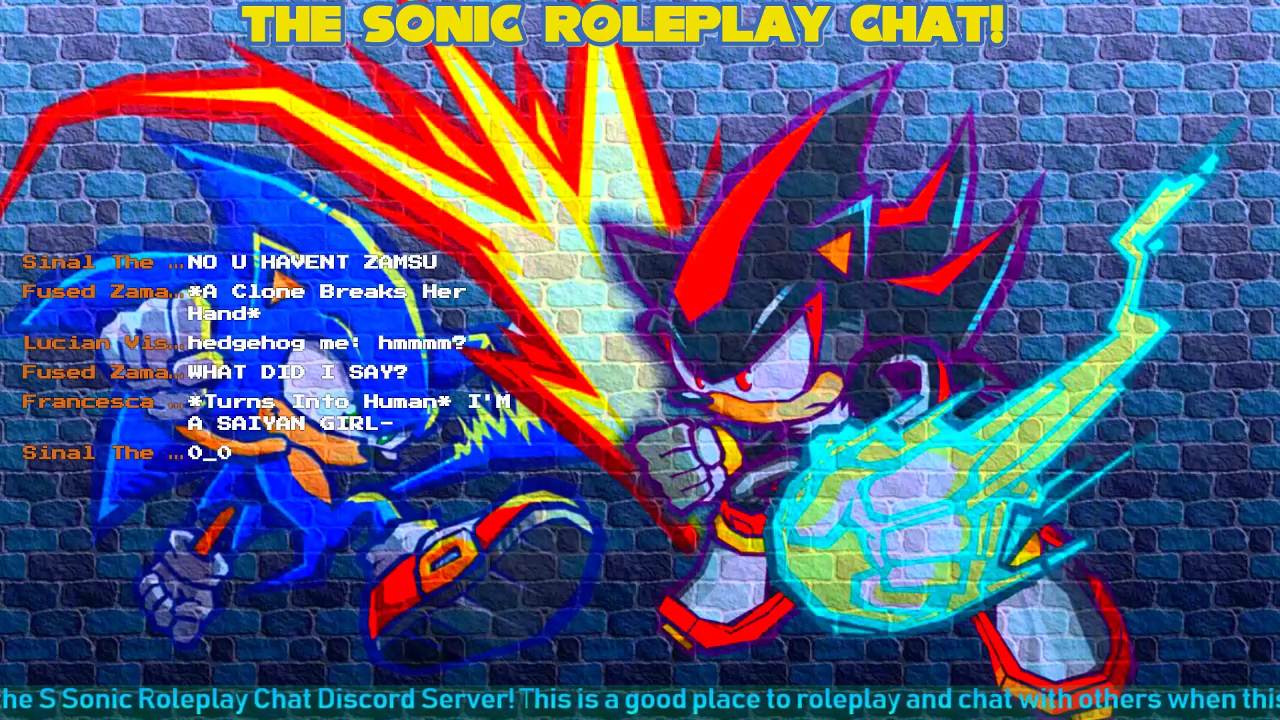 THE SONIC ROLEPLAY CHAT!
Sinal The ...NO U HAVENT ZAMSU
Fused Zama...*A Clone Breaks Her
Hand*
Lucian Vis...hedgehog me: hmmmm?
Fused Zama...WHAT DID I SAY?
Francesca ...*Turns Into Human* I'M
A SAIYAN GIRL-
Sinal The ...O_O
he S Sonic Roleplay Chat Discord Server! This is a good place to roleplay and chat with others when this